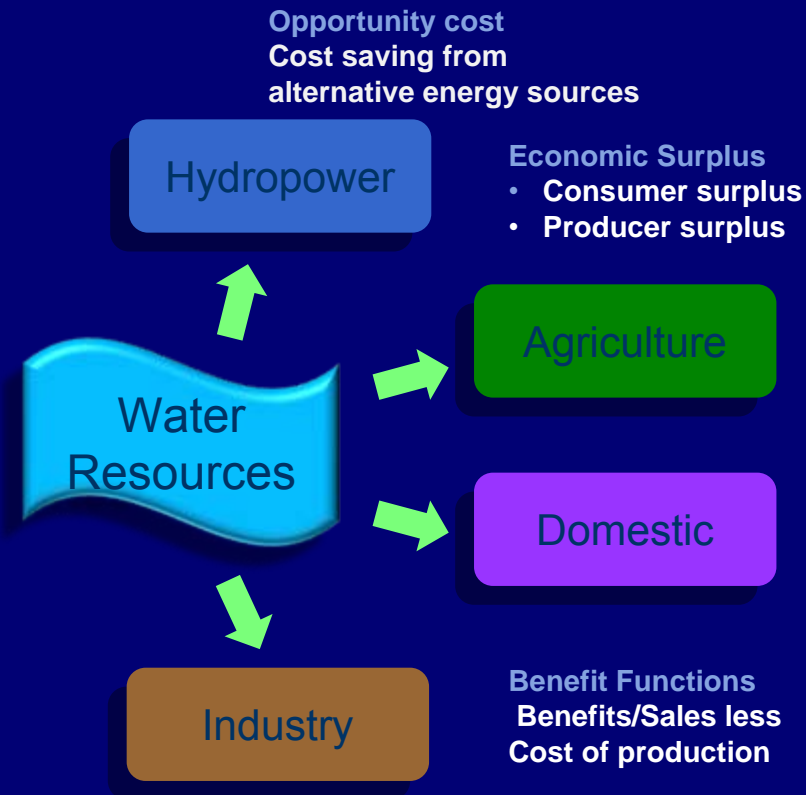 Opportunity cost
Cost saving from
alternative energy sources
Hydropower
Economic Surplus
• Consumer surplus
• Producer surplus
Agriculture
Water
Resources
Domestic
Industry
Benefit Functions
Benefits/Sales less
Cost of production